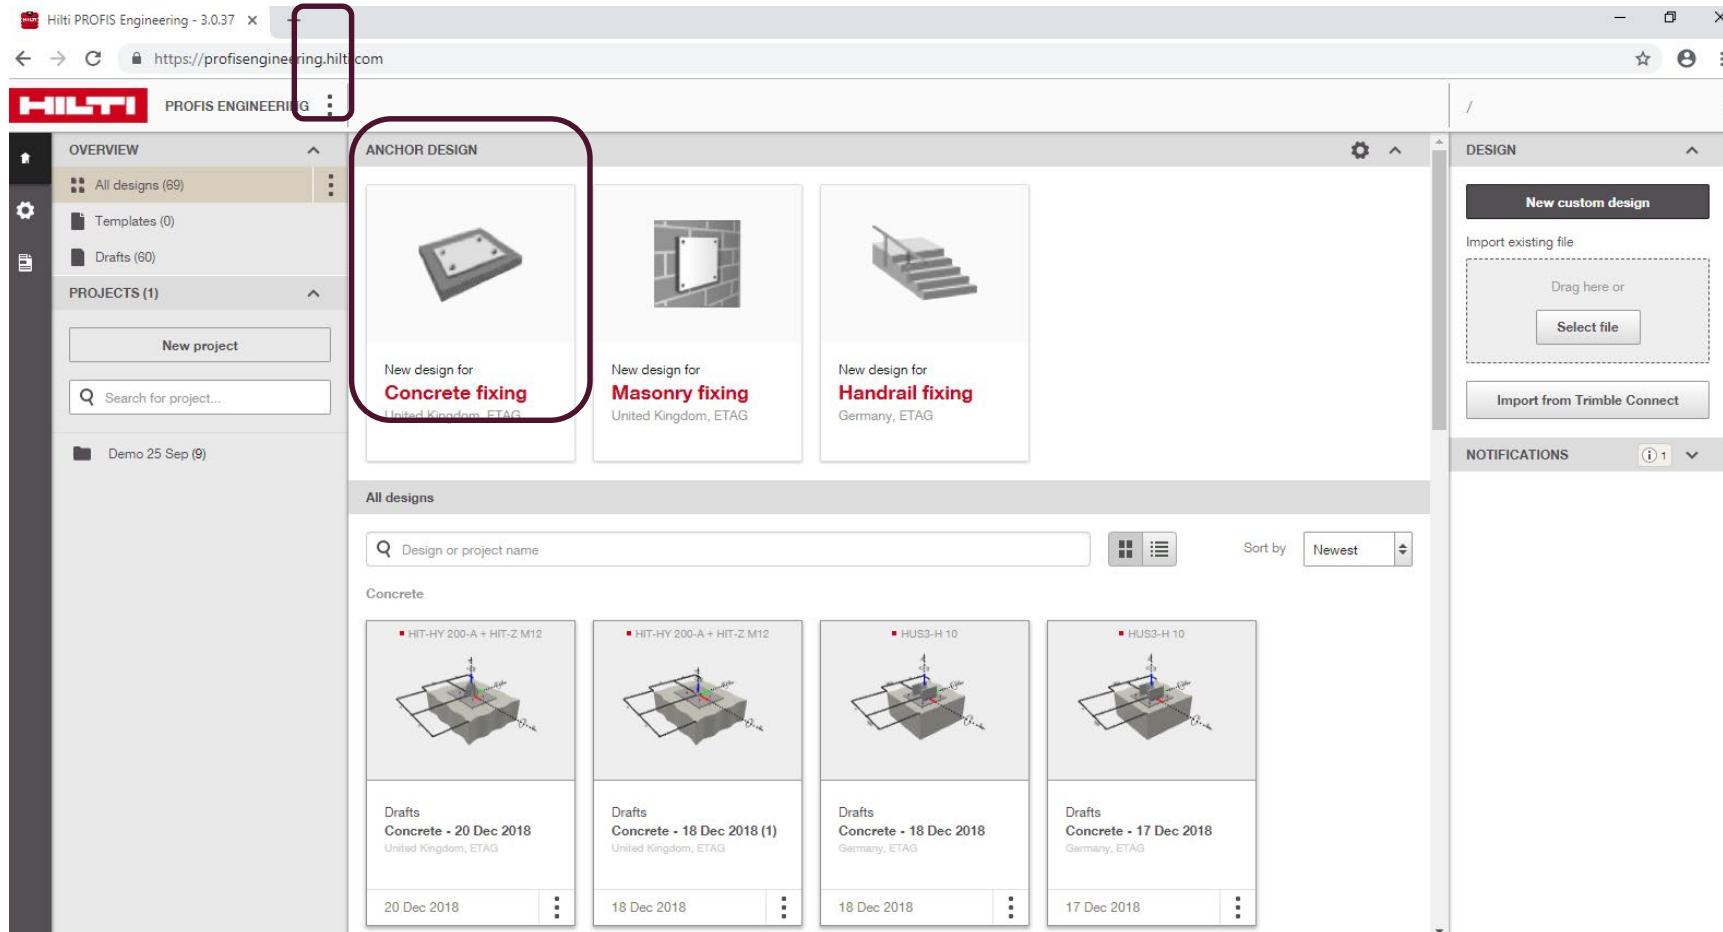 Hilti PROFIS Engineering - 3.0.37
https://profisengineering.hilti.com
HILTI
PROFIS ENGINEERING
/
OVERVIEW
All designs (69)
Templates (0)
Drafts (60)
PROJECTS (1)
New project
Search for project...
Demo 25 Sep (9)
ANCHOR DESIGN
New design for
Concrete fixing
United Kingdom, ETAG
New design for
Masonry fixing
United Kingdom, ETAG
New design for
Handrail fixing
Germany, ETAG
All designs
Design or project name
Sort by
Newest
Concrete
HIT-HY 200-A + HIT-Z M12
Drafts
Concrete - 20 Dec 2018
United Kingdom, ETAG
20 Dec 2018
HIT-HY 200-A + HIT-Z M12
Drafts
Concrete - 18 Dec 2018 (1)
United Kingdom, ETAG
18 Dec 2018
HUS3-H 10
Drafts
Concrete - 18 Dec 2018
Germany, ETAG
18 Dec 2018
HUS3-H 10
Drafts
Concrete - 17 Dec 2018
Germany, ETAG
17 Dec 2018
DESIGN
New custom design
Import existing file
Drag here or
Select file
Import from Trimble Connect
NOTIFICATIONS
1